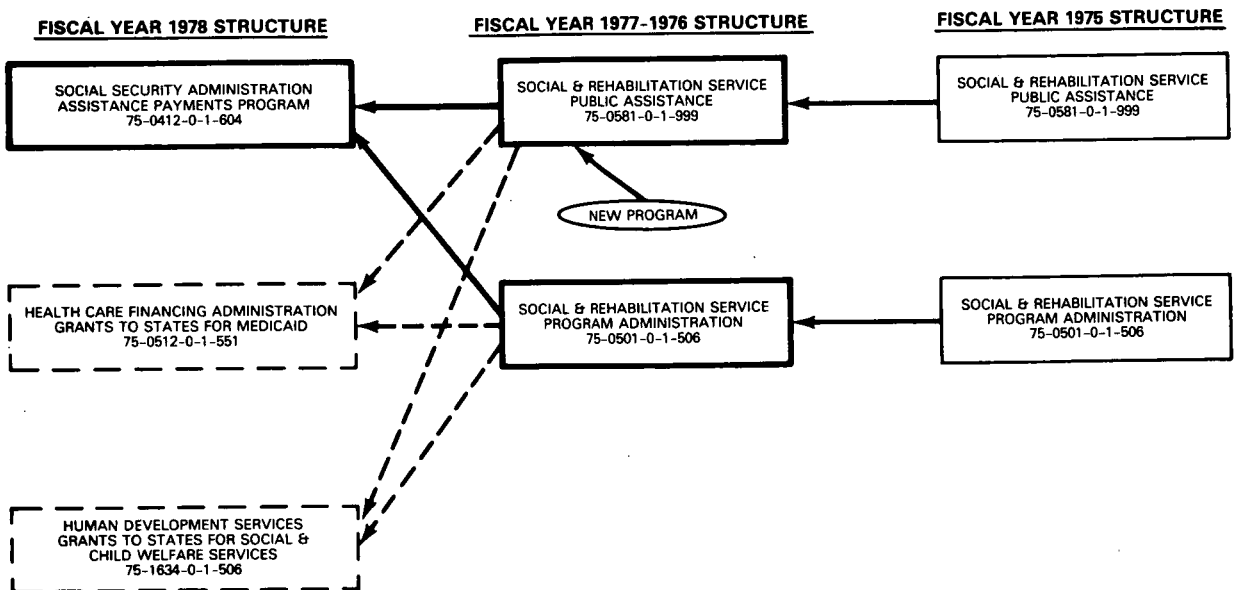 FISCAL YEAR 1978 STRUCTURE
FISCAL YEAR 1977-1976 STRUCTURE
FISCAL YEAR 1975 STRUCTURE
SOCIAL SECURITY ADMINISTRATION
ASSISTANCE PAYMENTS PROGRAM
75-0412-0-1-604
SOCIAL & REHABILITATION SERVICE
PUBLIC ASSISTANCE
75-0581-0-1-999
SOCIAL & REHABILITATION SERVICE
PUBLIC ASSISTANCE
75-0581-0-1-999
NEW PROGRAM
HEALTH CARE FINANCING ADMINISTRATION
GRANTS TO STATES FOR MEDICAID
75-0512-0-1-551
SOCIAL & REHABILITATION SERVICE
PROGRAM ADMINISTRATION
75-0501-0-1-506
SOCIAL & REHABILITATION SERVICE
PROGRAM ADMINISTRATION
75-0501-0-1-506
HUMAN DEVELOPMENT SERVICES
GRANTS TO STATES FOR SOCIAL &
CHILD WELFARE SERVICES
75-1634-0-1-506